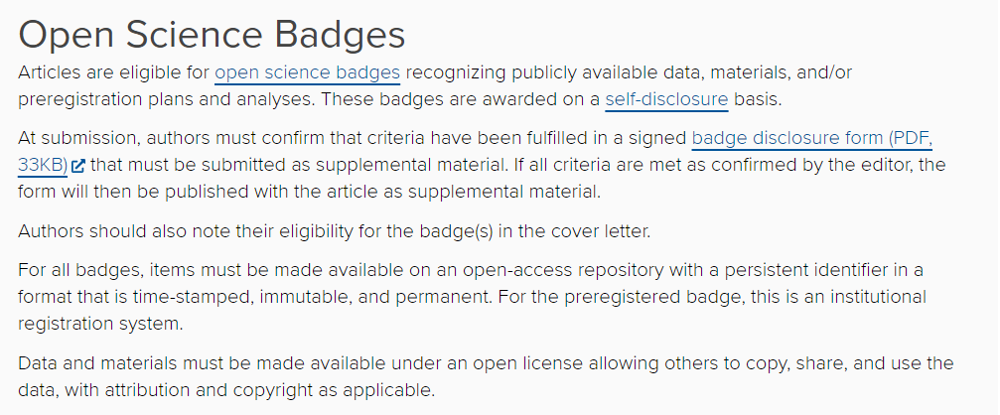 Open Science Badges
Articles are eligible for open science badges recognizing publicly available data, materials, and/or
preregistration plans and analyses. These badges are awarded on a self-disclosure basis.
At submission, authors must confirm that criteria have been fulfilled in a signed badge disclosure form (PDF,
33KB) that must be submitted as supplemental material. If all criteria are met as confirmed by the editor, the
form will then be published with the article as supplemental material.
Authors should also note their eligibility for the badge(s) in the cover letter.
For all badges, items must be made available on an open-access repository with a persistent identifier in a
format that is time-stamped, immutable, and permanent. For the preregistered badge, this is an institutional
registration system.
Data and materials must be made available under an open license allowing others to copy, share, and use the
data, with attribution and copyright as applicable.